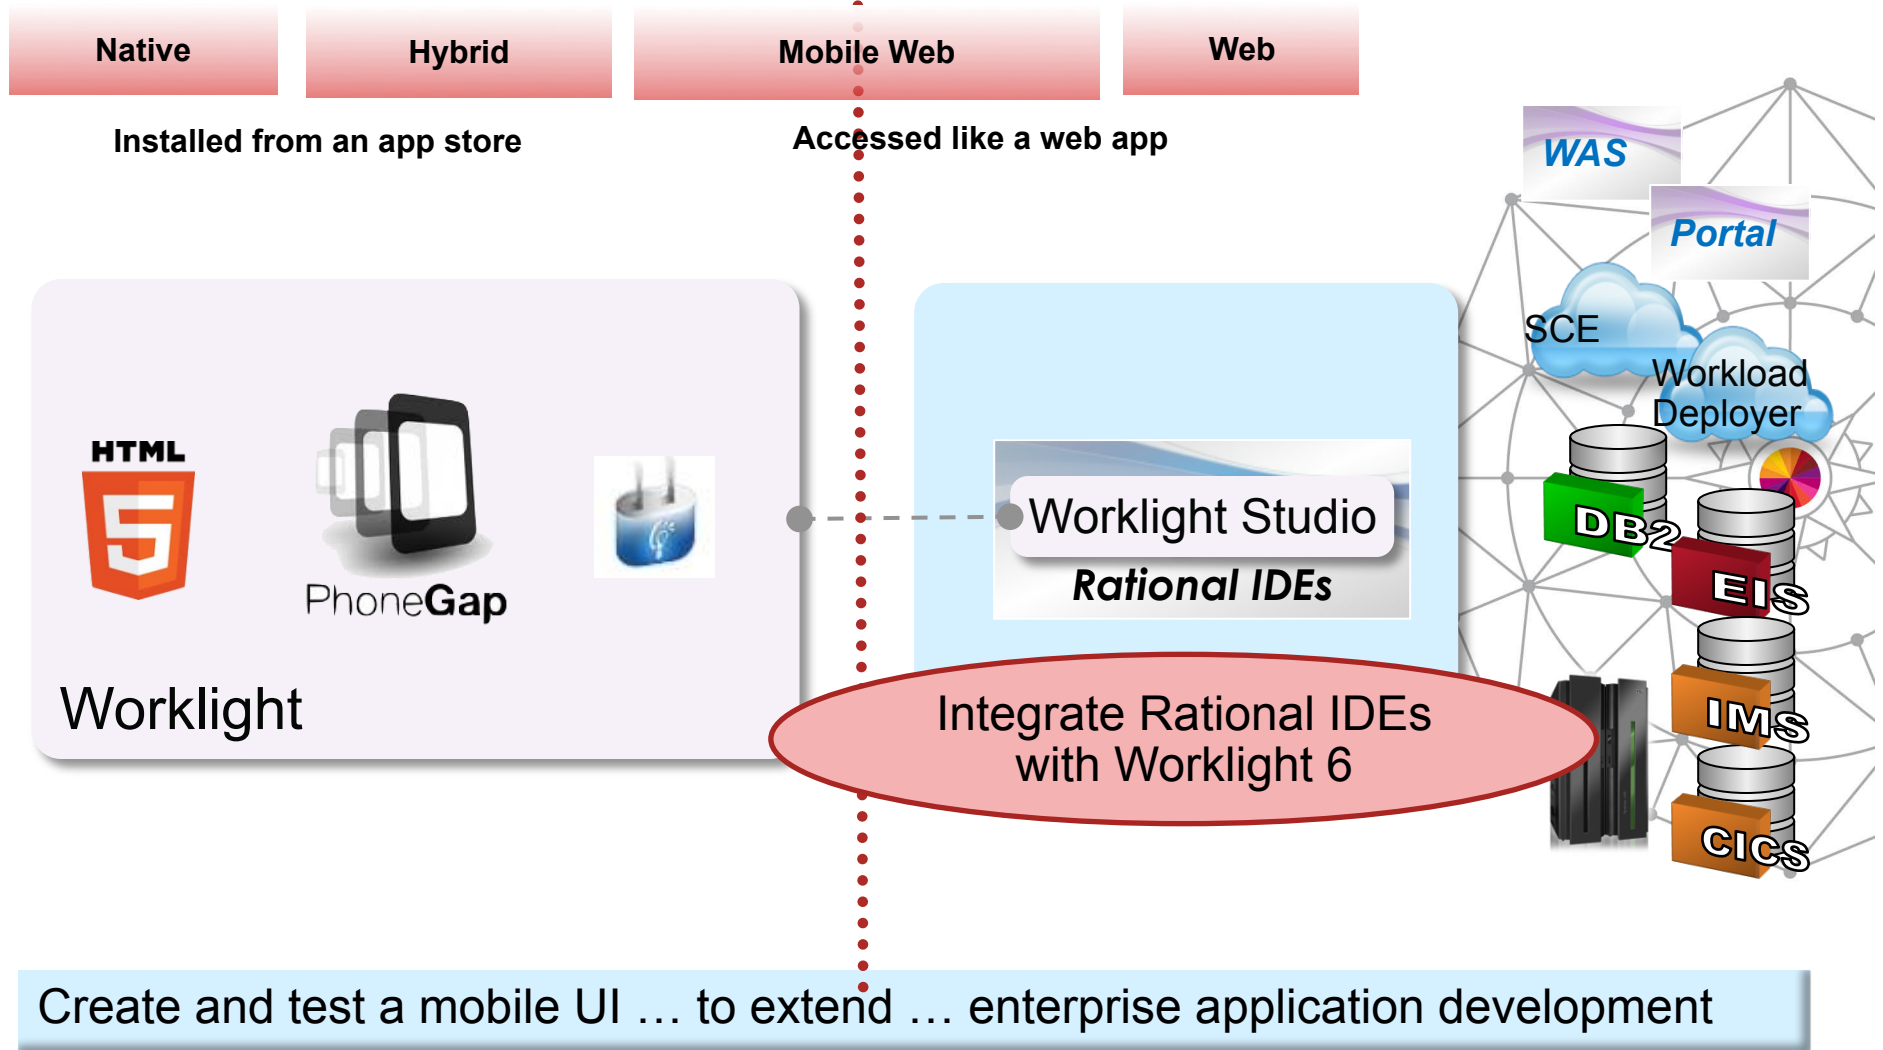 Native
Hybrid
Mobile Web
Web
Installed from an app store
Accessed like a web app
WAS
Portal
SCE
Workload
Deployer
HTML
5
PhoneGap
Worklight Studio
Rational IDEs
DB2
EIS
IMS
CICS
Worklight
Integrate Rational IDEs
with Worklight 6
Create and test a mobile UI … to extend … enterprise application development